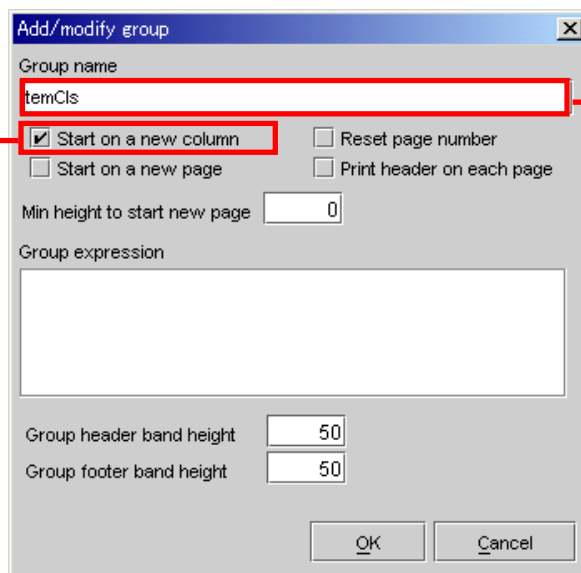 Add/modify group
Group name
temCls
Start on a new column
Reset page number
Start on a new page
Print header on each page
Min height to start new page 0
Group expression
Group header band height 50
Group footer band height 50
OK Cancel